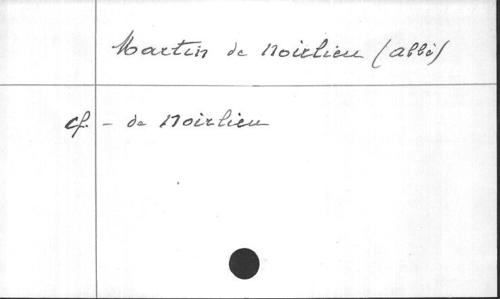 Martin de Noirlieu (abbé)
cf. - de Noirlieu